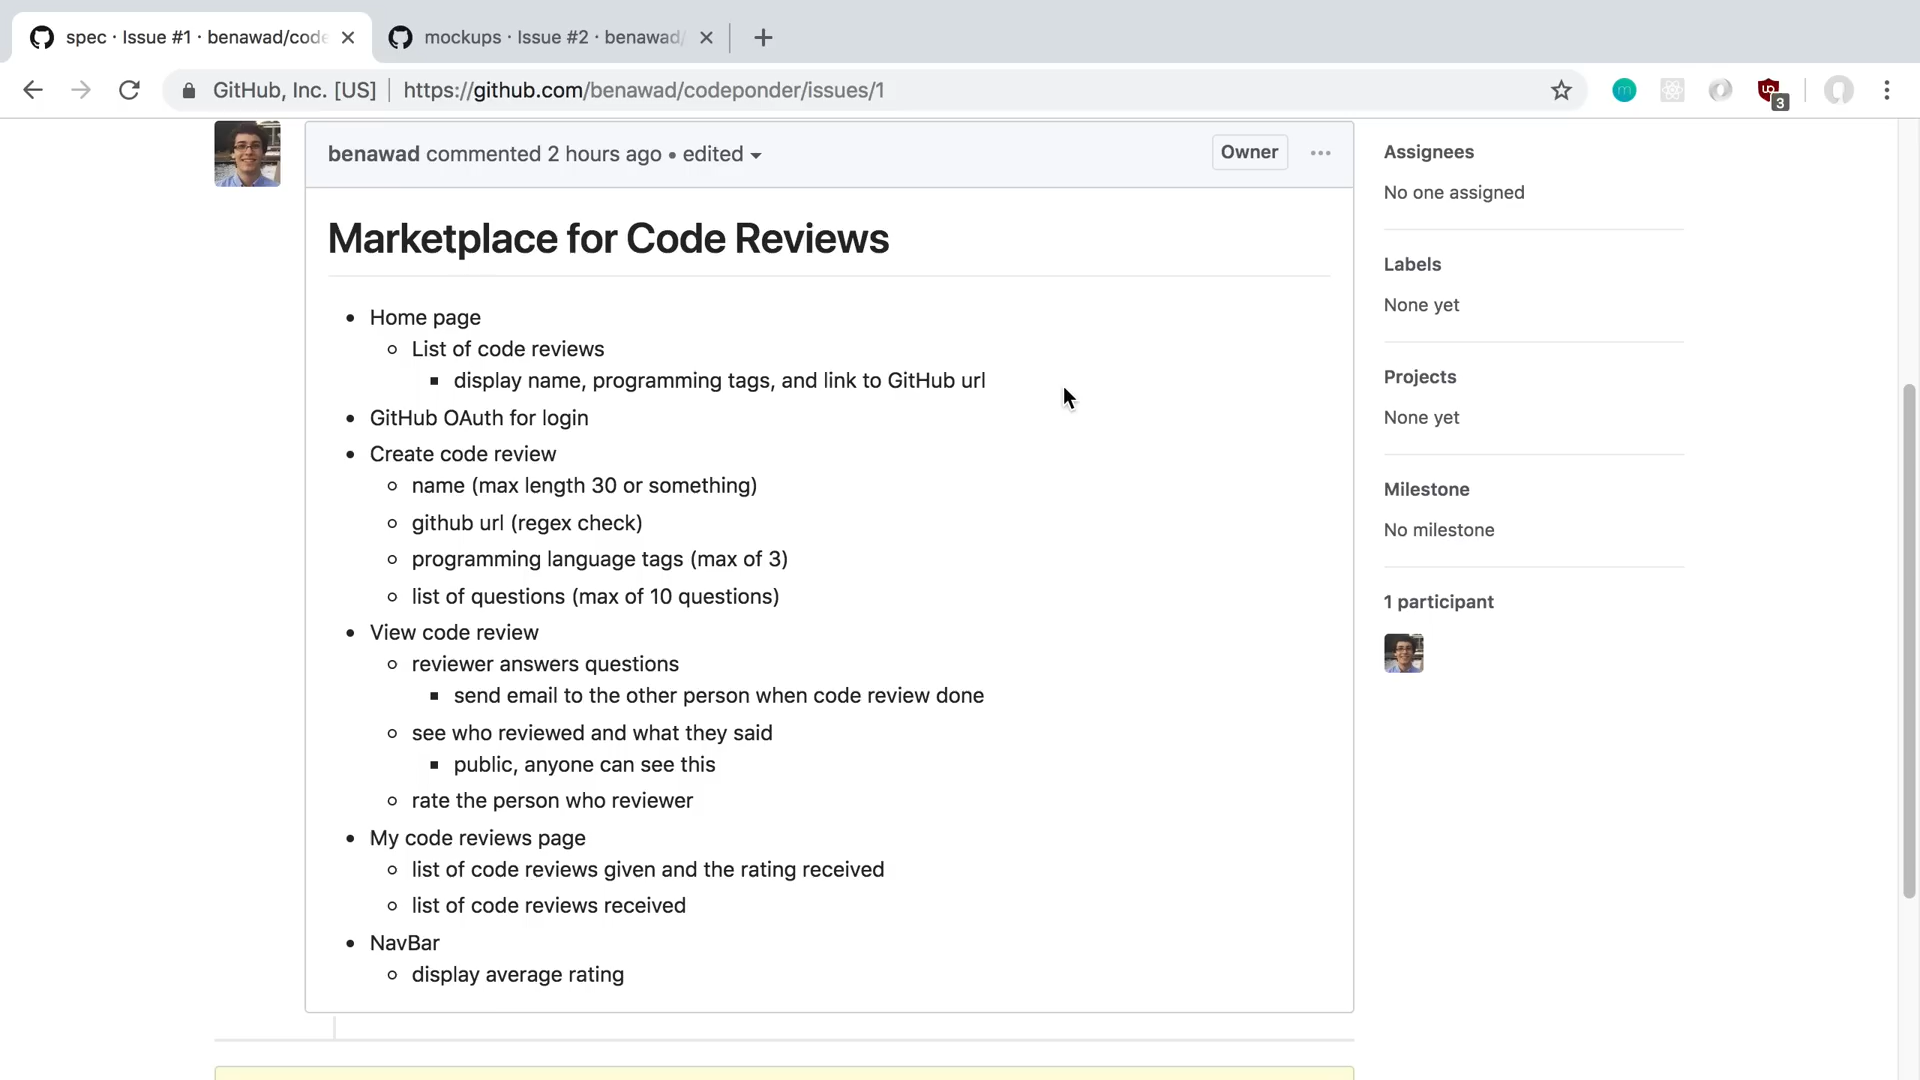 spec · Issue #1 · benawad/code
mockups · Issue #2 · benawad/
GitHub, Inc. [US] https://github.com/benawad/codeponder/issues/1
m
3
benawad commented 2 hours ago • edited
Owner
Marketplace for Code Reviews
Home page
List of code reviews
display name, programming tags, and link to GitHub url
GitHub OAuth for login
Create code review
name (max length 30 or something)
github url (regex check)
programming language tags (max of 3)
list of questions (max of 10 questions)
View code review
reviewer answers questions
send email to the other person when code review done
see who reviewed and what they said
public, anyone can see this
rate the person who reviewer
My code reviews page
list of code reviews given and the rating received
list of code reviews received
NavBar
display average rating
Assignees
No one assigned
Labels
None yet
Projects
None yet
Milestone
No milestone
1 participant